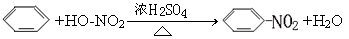 +HO-NO2 浓H2SO4 △ -NO2 +H2O